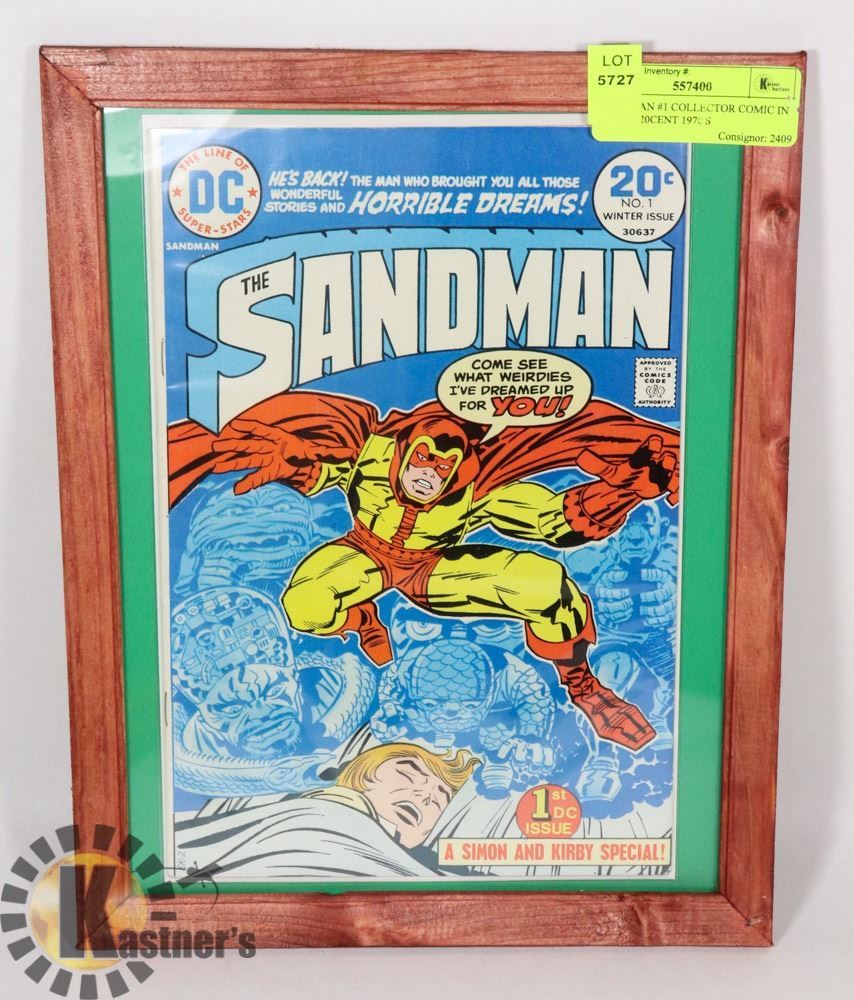 LOT
5727
Inventory #:
557400
Kastner
Auctions
AN #1 COLLECTOR COMIC IN
20CENT 1970'S
Consignor: 2409
THE LINE OF
DC
SUPER-STARS
SANDMAN
HE'S BACK! THE MAN WHO BROUGHT YOU ALL THOSE
WONDERFUL
STORIES AND HORRIBLE DREAMS!
20¢
NO. 1
WINTER ISSUE
30637
THE
SANDMAN
APPROVED
BY THE
COMICS
CODE
AUTHORITY
COME SEE
WHAT WEIRDIES
I'VE DREAMED UP
FOR YOU!
1st
DC
ISSUE
A SIMON AND KIRBY SPECIAL!
Kastner's